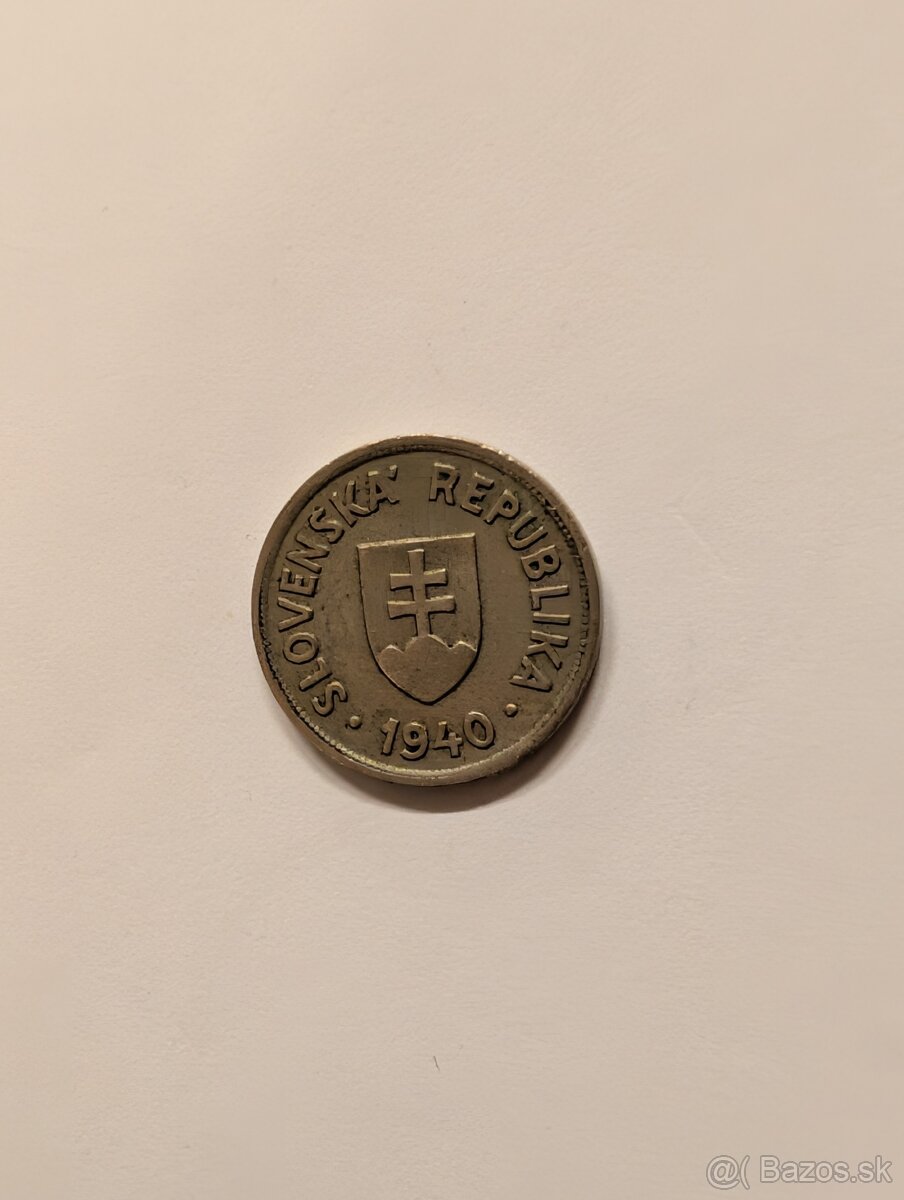 SLOVENSKÁ REPUBLIKA
· 1940 ·
@( Bazos.sk